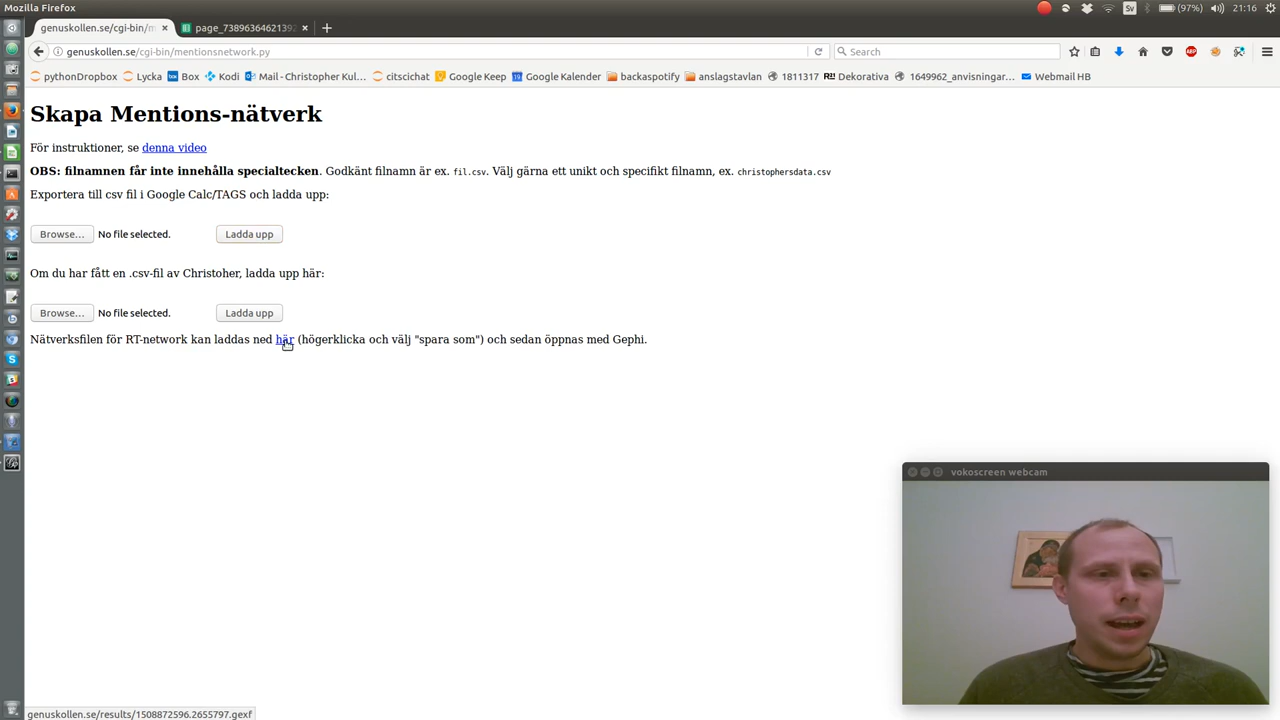 Mozilla Firefox
Sv
(97%)
21:16
genuskollen.se/cgi-bin/m
page_73896364621392
genuskollen.se/cgi-bin/mentionsnetwork.py
Search
pythonDropbox
Lycka
Box
Kodi
Mail - Christopher Kul...
citscichat
Google Keep
Google Kalender
backaspotify
anslagstavlan
1811317
Dekorativa
1649962_anvisningar...
Webmail HB
Skapa Mentions-nätverk
För instruktioner, se denna video
OBS: filnamnen får inte innehålla specialtecken. Godkänt filnamn är ex. fil.csv. Välj gärna ett unikt och specifikt filnamn, ex. christophersdata.csv
Exportera till csv fil i Google Calc/TAGS och ladda upp:
Browse... No file selected. Ladda upp
Om du har fått en .csv-fil av Christoher, ladda upp här:
Browse... No file selected. Ladda upp
Nätverksfilen för RT-network kan laddas ned här (högerklicka och välj "spara som") och sedan öppnas med Gephi.
vokoscreen webcam
genuskollen.se/results/1508872596.2655797.gexf